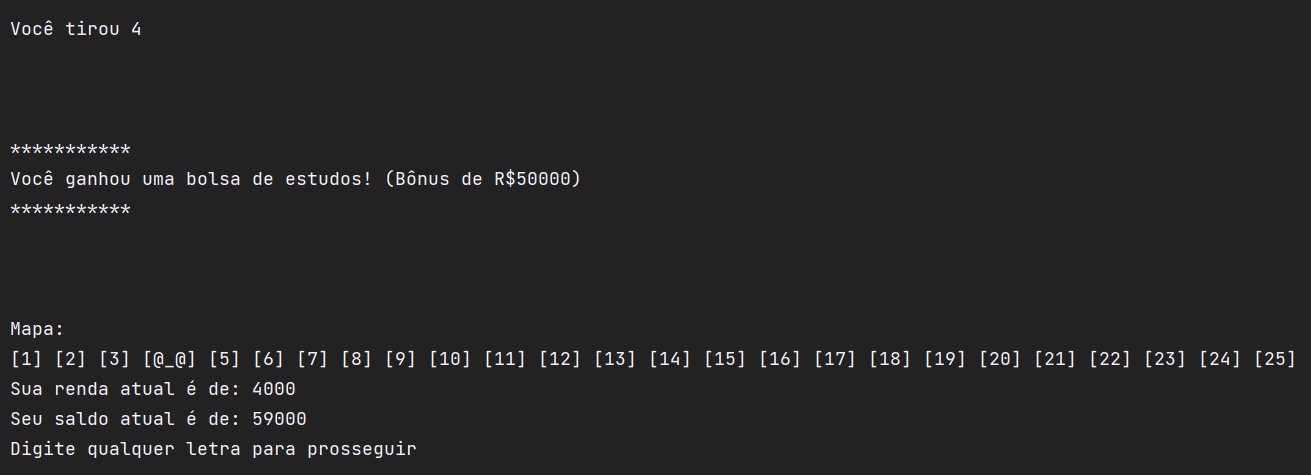 Você tirou 4
***********
Você ganhou uma bolsa de estudos! (Bônus de R$50000)
***********
Mapa:
[1] [2] [3] [@_@] [5] [6] [7] [8] [9] [10] [11] [12] [13] [14] [15] [16] [17] [18] [19] [20] [21] [22] [23] [24] [25]
Sua renda atual é de: 4000
Seu saldo atual é de: 59000
Digite qualquer letra para prosseguir